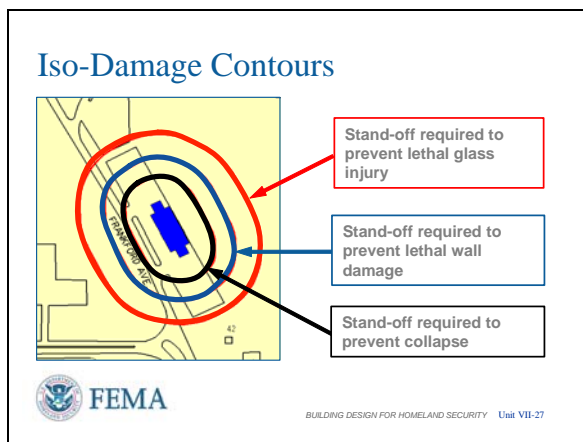 Iso-Damage Contours
Stand-off required to
prevent lethal glass
injury
FRANKFORD AVE.
Stand-off required to
prevent lethal wall
damage
42
Stand-off required to
prevent collapse
FEMA
BUILDING DESIGN FOR HOMELAND SECURITY Unit VII-27